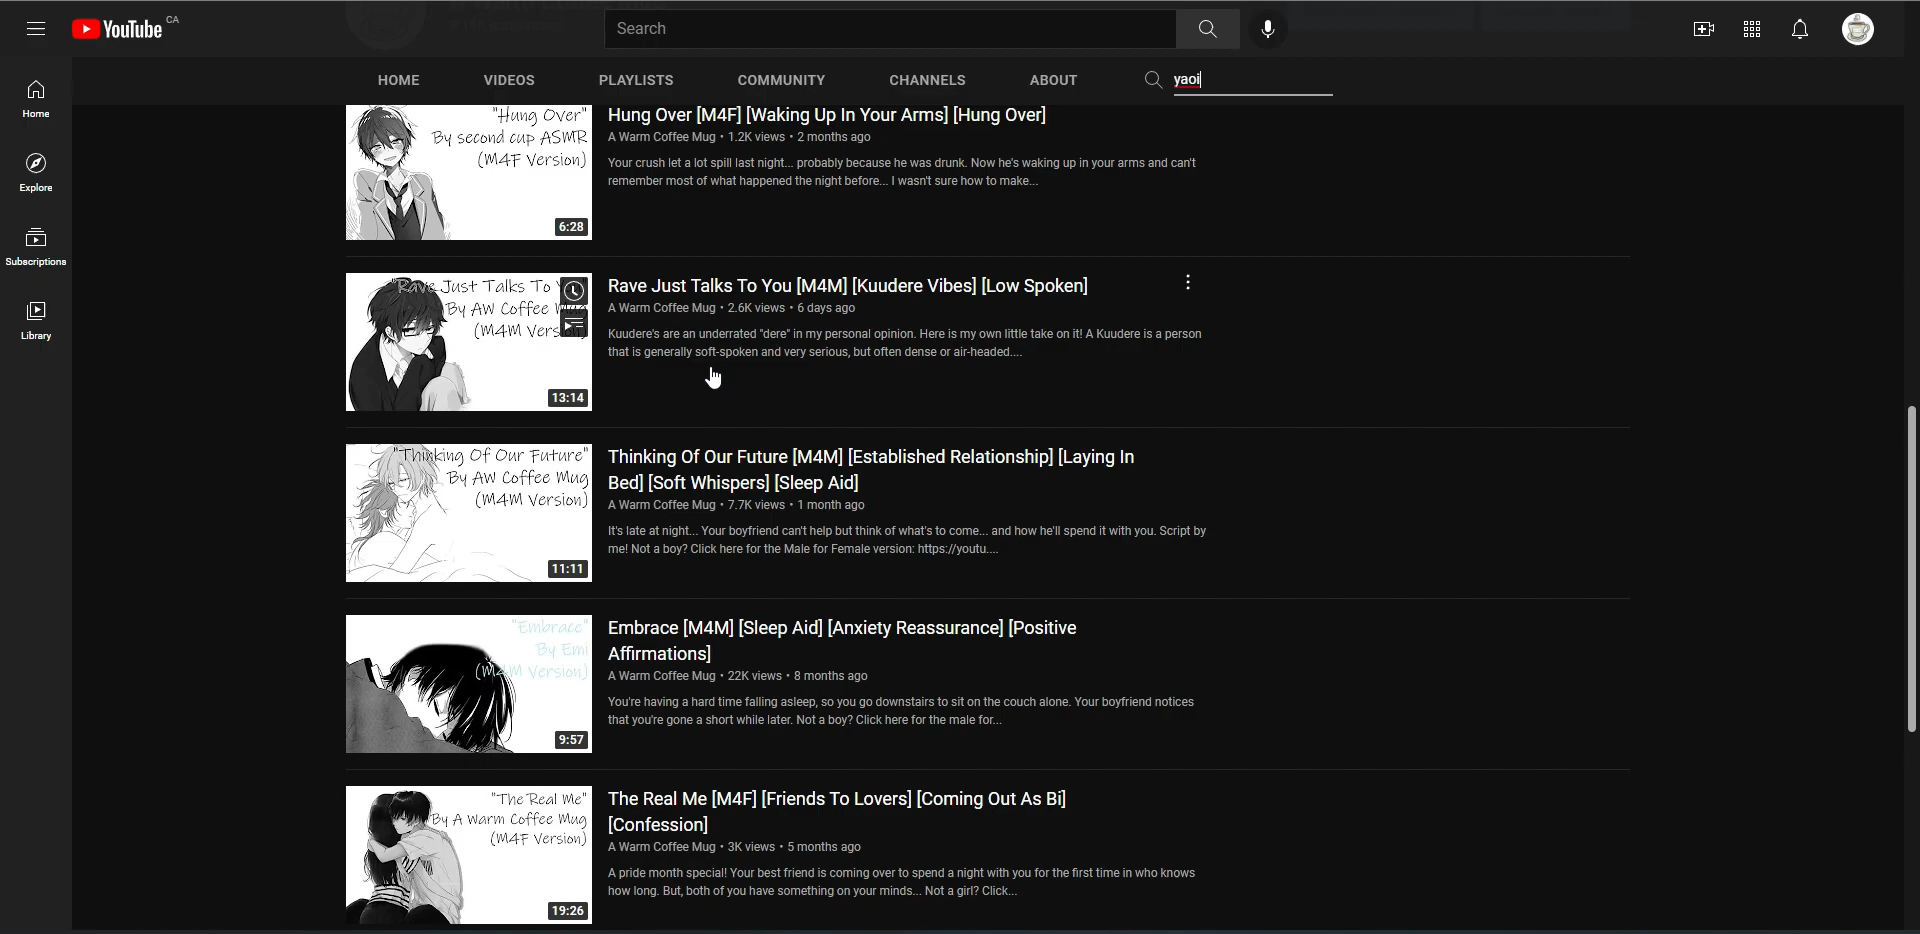 YouTube CA
Search
HOME VIDEOS PLAYLISTS COMMUNITY CHANNELS ABOUT yaoi
Home
Explore
Subscriptions
Library
"Hung Over"
By second cup ASMR
(M4F Version)
6:28
Hung Over [M4F] [Waking Up In Your Arms] [Hung Over]
A Warm Coffee Mug • 1.2K views • 2 months ago
Your crush let a lot spill last night... probably because he was drunk. Now he's waking up in your arms and can't
remember most of what happened the night before... I wasn't sure how to make...
"Rave Just Talks To
By AW Coffee Mug
(M4M Version)
13:14
Rave Just Talks To You [M4M] [Kuudere Vibes] [Low Spoken]
A Warm Coffee Mug • 2.6K views • 6 days ago
Kuudere's are an underrated "dere" in my personal opinion. Here is my own little take on it! A Kuudere is a person
that is generally soft-spoken and very serious, but often dense or air-headed....
"Thinking Of Our Future"
By AW Coffee Mug
(M4M Version)
11:11
Thinking Of Our Future [M4M] [Established Relationship] [Laying In
Bed] [Soft Whispers] [Sleep Aid]
A Warm Coffee Mug • 7.7K views • 1 month ago
It's late at night... Your boyfriend can't help but think of what's to come... and how he'll spend it with you. Script by
me! Not a boy? Click here for the Male for Female version: https://youtu....
"Embrace"
By Emi
(M4M Version)
9:57
Embrace [M4M] [Sleep Aid] [Anxiety Reassurance] [Positive
Affirmations]
A Warm Coffee Mug • 22K views • 8 months ago
You're having a hard time falling asleep, so you go downstairs to sit on the couch alone. Your boyfriend notices
that you're gone a short while later. Not a boy? Click here for the male for...
"The Real Me"
By A Warm Coffee Mug
(M4F Version)
19:26
The Real Me [M4F] [Friends To Lovers] [Coming Out As Bi]
[Confession]
A Warm Coffee Mug • 3K views • 5 months ago
A pride month special! Your best friend is coming over to spend a night with you for the first time in who knows
how long. But, both of you have something on your minds... Not a girl? Click...